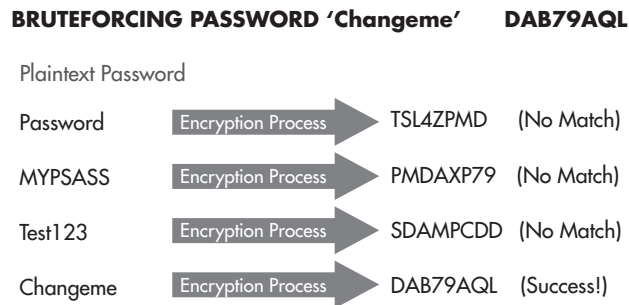 BRUTEFORCING PASSWORD ‘Changeme’ DAB79AQL
Plaintext Password
Password Encryption Process TSL4ZPMD (No Match)
MYPSASS Encryption Process PMDAXP79 (No Match)
Test123 Encryption Process SDAMPCDD (No Match)
Changeme Encryption Process DAB79AQL (Success!)